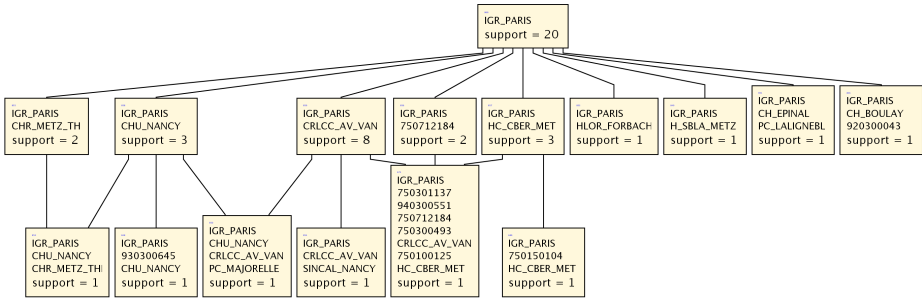 IGR_PARIS
support = 20
IGR_PARIS
CHR_METZ_TH
support = 2
IGR_PARIS
CHU_NANCY
support = 3
IGR_PARIS
CRLCC_AV_VAN
support = 8
IGR_PARIS
750712184
support = 2
IGR_PARIS
HC_CBER_MET
support = 3
IGR_PARIS
HLOR_FORBACH
support = 1
IGR_PARIS
H_SBLA_METZ
support = 1
IGR_PARIS
CH_EPINAL
PC_LALIGNEBL
support = 1
IGR_PARIS
CH_BOULAY
920300043
support = 1
IGR_PARIS
CHU_NANCY
CHR_METZ_TH
support = 1
IGR_PARIS
930300645
CHU_NANCY
support = 1
IGR_PARIS
CHU_NANCY
CRLCC_AV_VAN
PC_MAJORELLE
support = 1
IGR_PARIS
CRLCC_AV_VAN
SINCAL_NANCY
support = 1
IGR_PARIS
750301137
940300551
750712184
750300493
CRLCC_AV_VAN
750100125
HC_CBER_MET
support = 1
IGR_PARIS
750150104
HC_CBER_MET
support = 1